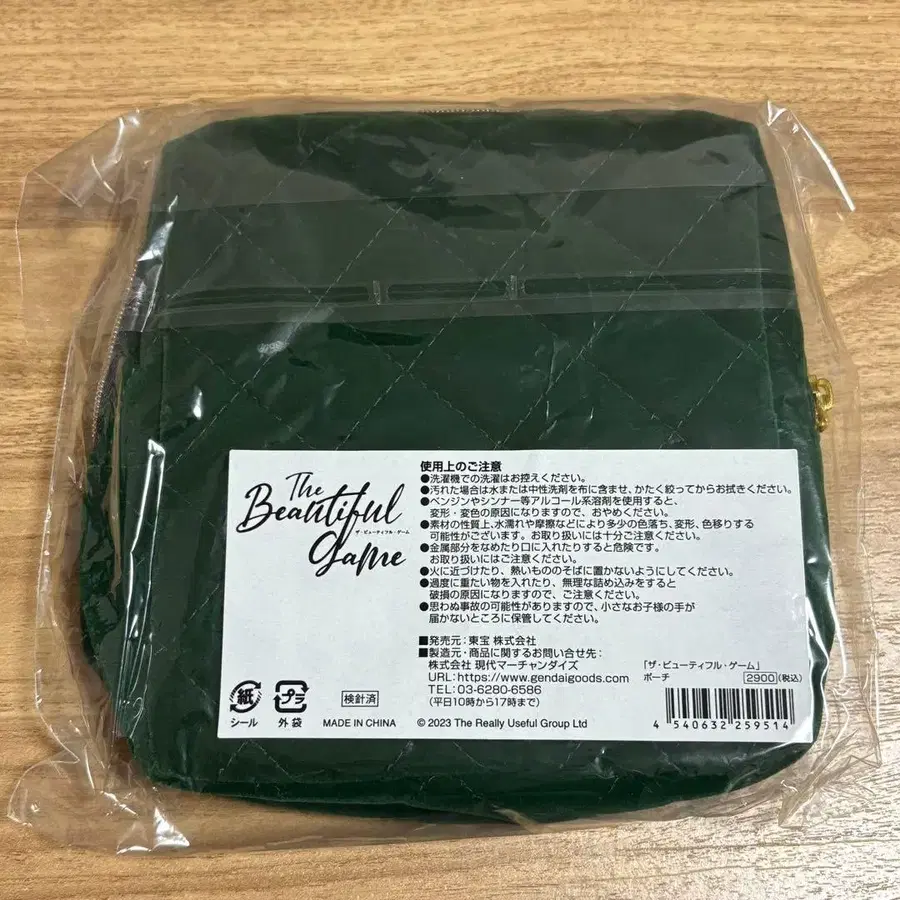 The
Beautiful
ザ・ビューティフル・ゲーム
Game
使用上のご注意
●洗濯機での洗濯はお控えください。
●汚れた場合は水または中性洗剤を布に含ませ、かたく絞ってからお拭きください。
●ベンジンやシンナー等アルコール系溶剤を使用すると、
変形・変色の原因になりますので、おやめください。
●素材の性質上、水濡れや摩擦などにより多少の色落ち、変形、色移りする
可能性がございます。お取り扱いには十分ご注意ください。
●金属部分をなめたり口に入れたりすると危険です。
お取り扱いにはご注意ください。
●火に近づけたり、熱いもののそばに置かないようにしてください。
●過度に重たい物を入れたり、無理な詰め込みをすると
破損の原因になりますので、ご注意ください。
●思わぬ事故の可能性がありますので、小さなお子様の手が
届かないところに保管してください。
■発売元：東宝 株式会社
■製造元・商品に関するお問い合せ先：
株式会社 現代マーチャンダイズ
URL:https://www.gendaigoods.com
TEL:03-6280-6586
(平日10時から17時まで)
© 2023 The Really Useful Group Ltd
「ザ・ビューティフル・ゲーム」
ポーチ 2900(税込)
4 540632 259514
紙 プラ
シール 外袋
検針済
MADE IN CHINA